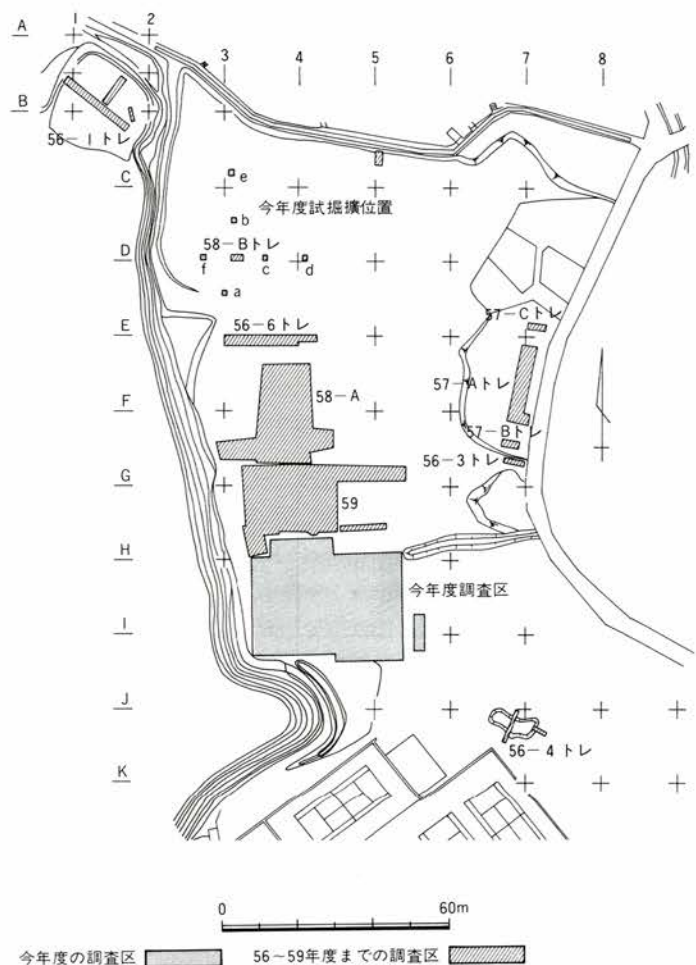 A
1 2
3 4 5 6 7 8
B
56-1トレ
C
e
今年度試掘擴位置
b
58-Bトレ
D
f c d
a
57-Cトレ
E
56-6トレ
57-Aトレ
F
58-A
57-Bトレ
56-3トレ
G
59
H
今年度調査区
I
J
56-4トレ
K
0 60m
今年度の調査区 56~59年度までの調査区